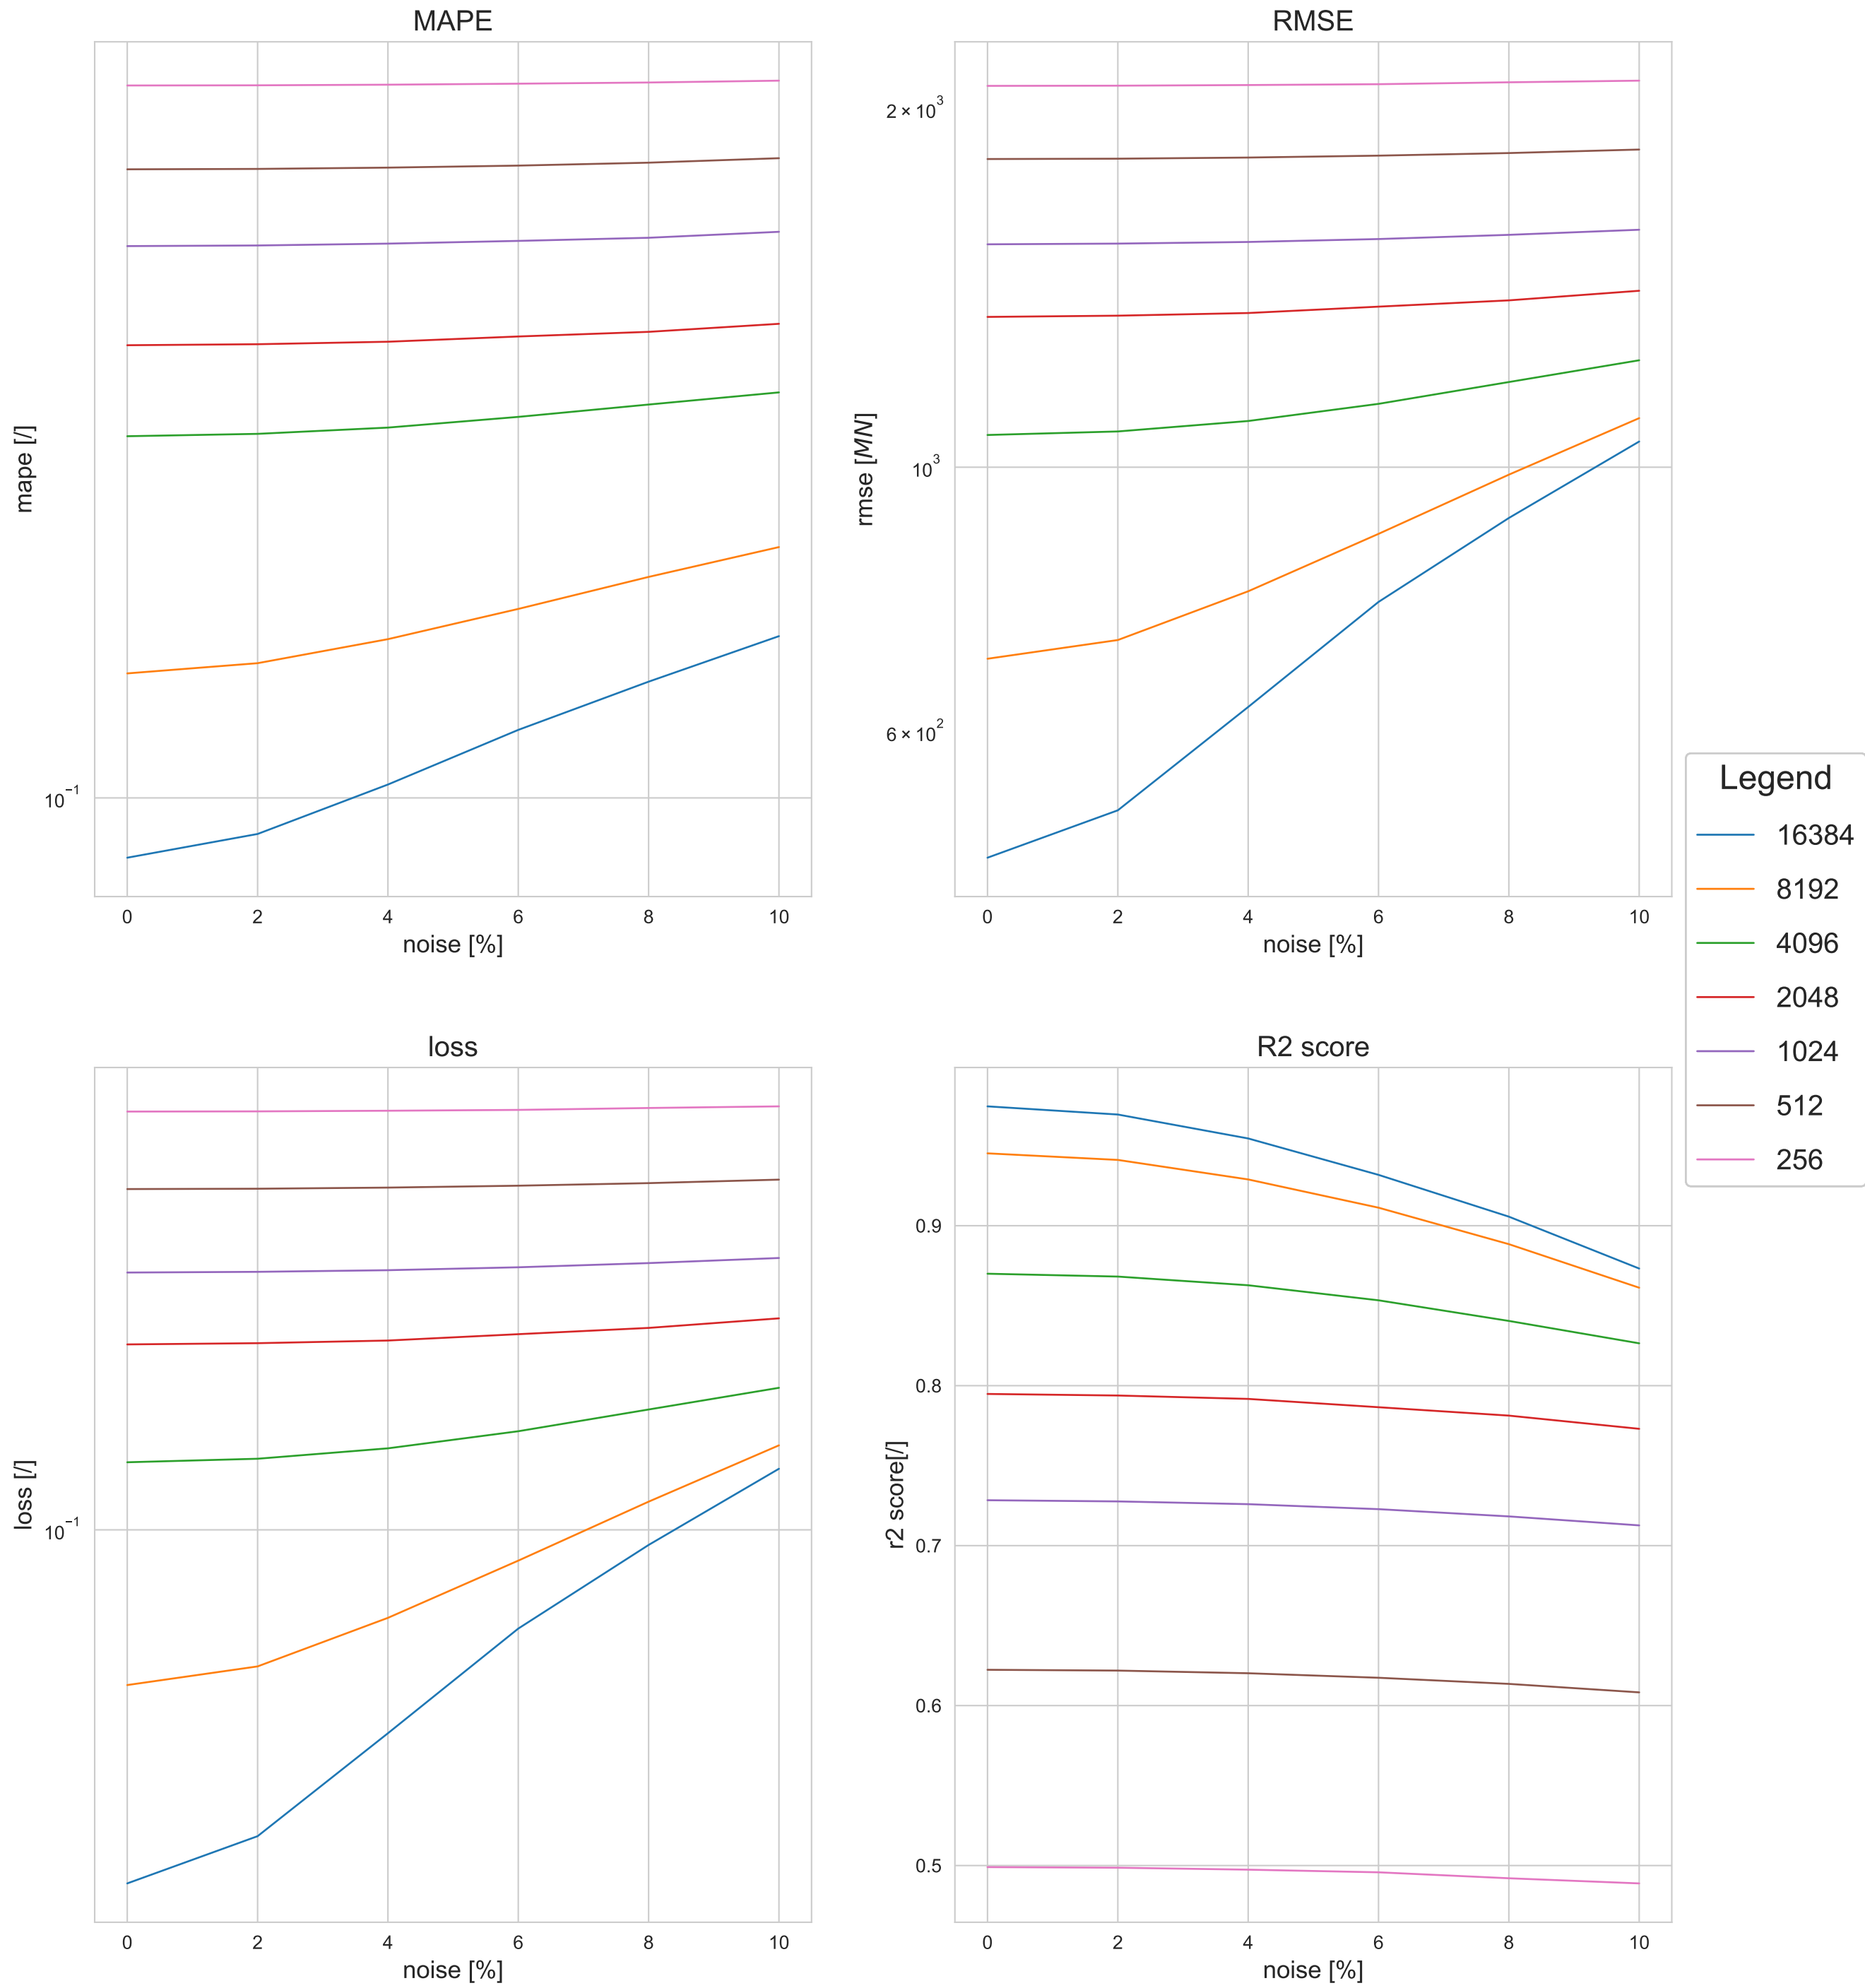 MAPE
mape [/]
10⁻¹
0 2 4 6 8 10
noise [%]
RMSE
rmse [MN]
2 × 10³
10³
6 × 10²
0 2 4 6 8 10
noise [%]
loss
loss [/]
10⁻¹
0 2 4 6 8 10
noise [%]
R2 score
r2 score[/]
0.9
0.8
0.7
0.6
0.5
0 2 4 6 8 10
noise [%]
Legend
16384
8192
4096
2048
1024
512
256